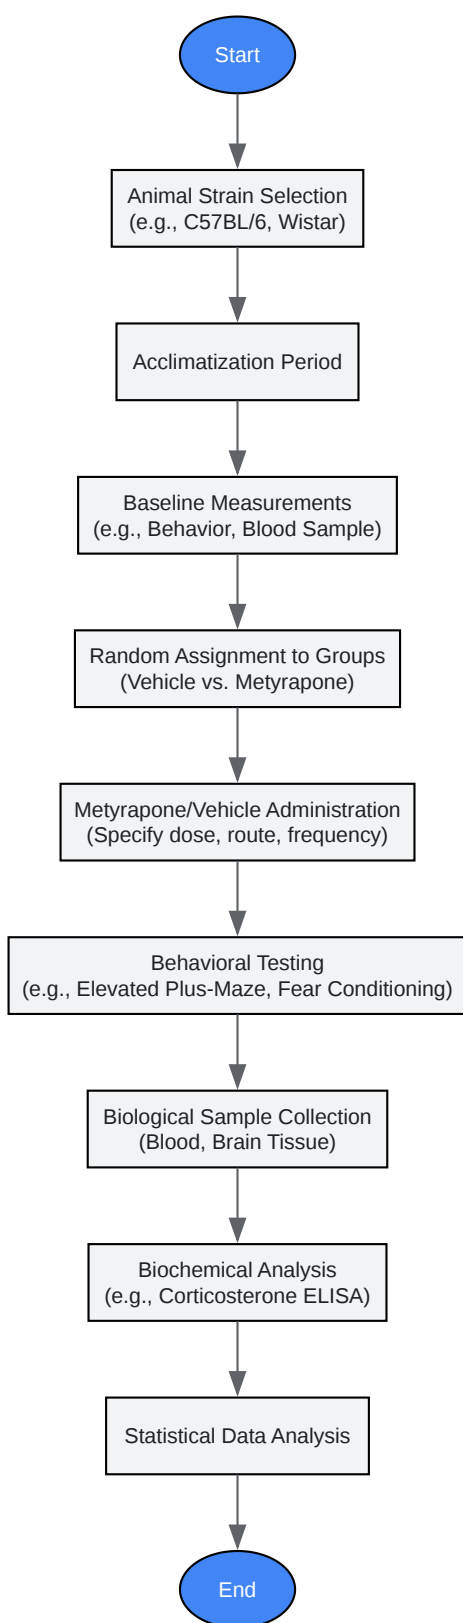 Start
Animal Strain Selection
(e.g., C57BL/6, Wistar)
Acclimatization Period
Baseline Measurements
(e.g., Behavior, Blood Sample)
Random Assignment to Groups
(Vehicle vs. Metyrapone)
Metyrapone/Vehicle Administration
(Specify dose, route, frequency)
Behavioral Testing
(e.g., Elevated Plus-Maze, Fear Conditioning)
Biological Sample Collection
(Blood, Brain Tissue)
Biochemical Analysis
(e.g., Corticosterone ELISA)
Statistical Data Analysis
End